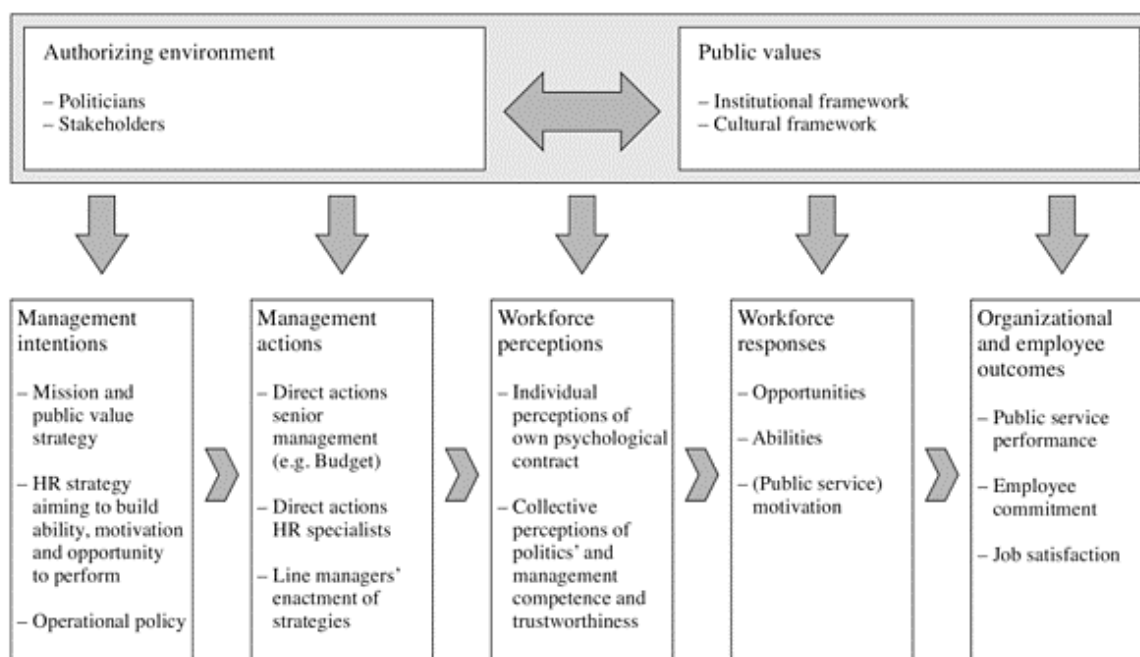 Authorizing environment
– Politicians
– Stakeholders
Public values
– Institutional framework
– Cultural framework
Management
intentions
– Mission and
public value
strategy
– HR strategy
aiming to build
ability, motivation
and opportunity
to perform
– Operational policy
Management
actions
– Direct actions
senior
management
(e.g. Budget)
– Direct actions
HR specialists
– Line managers’
enactment of
strategies
Workforce
perceptions
– Individual
perceptions of
own psychological
contract
– Collective
perceptions of
politics’ and
management
competence and
trustworthiness
Workforce
responses
– Opportunities
– Abilities
– (Public service)
motivation
Organizational
and employee
outcomes
– Public service
performance
– Employee
commitment
– Job satisfaction